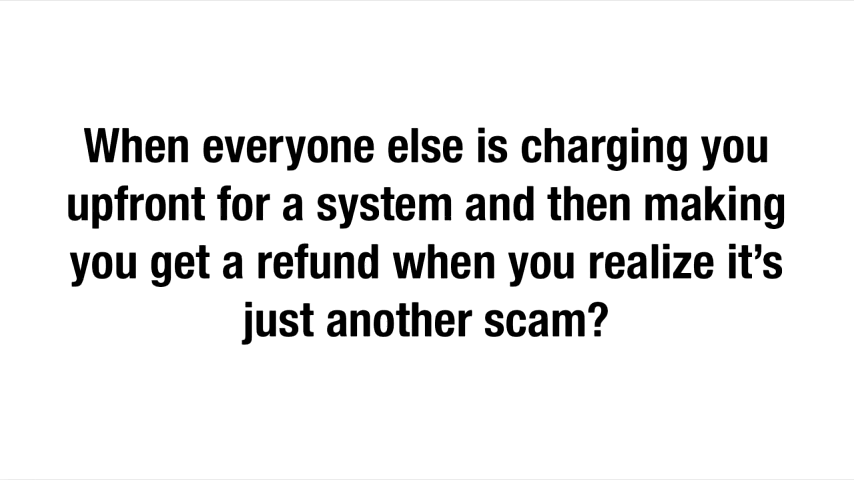 When everyone else is charging you
upfront for a system and then making
you get a refund when you realize it’s
just another scam?